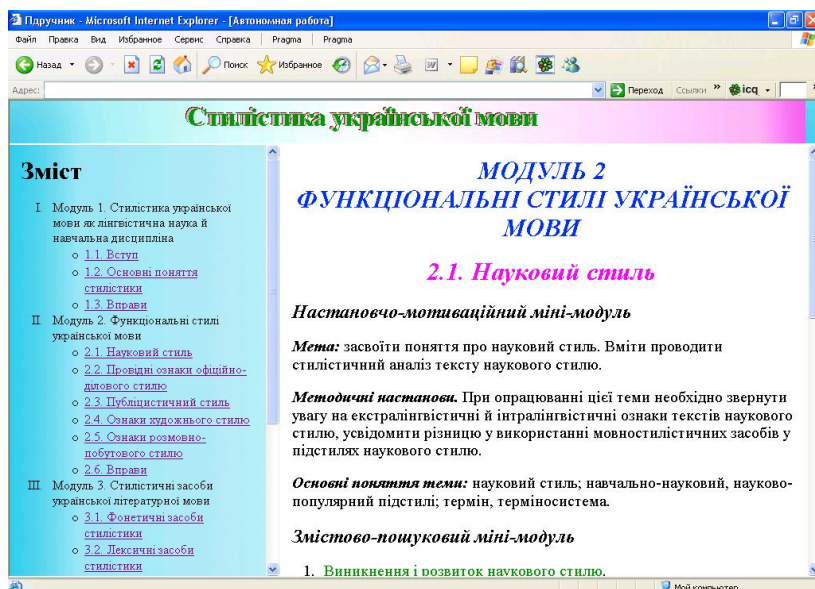 Підручник - Microsoft Internet Explorer - [Автономная работа]
Файл Правка Вид Избранное Сервис Справка Pragma Pragma
Назад Поиск Избранное
Адрес: Переход Ссылки » icq
Стилістика української мови
Зміст
I. Модуль 1. Стилістика української
мови як лінгвістична наука й
навчальна дисципліна
1.1. Вступ
1.2. Основні поняття
стилістики
1.3. Вправи
II. Модуль 2. Функціональні стилі
української мови
2.1. Науковий стиль
2.2. Провідні ознаки офіційно-
ділового стилю
2.3. Публіцистичний стиль
2.4. Ознаки художнього стилю
2.5. Ознаки розмовно-
побутового стилю
2.6. Вправи
III. Модуль 3. Стилістичні засоби
української літературної мови
3.1. Фонетичні засоби
стилістики
3.2. Лексичні засоби
стилістики
МОДУЛЬ 2
ФУНКЦІОНАЛЬНІ СТИЛІ УКРАЇНСЬКОЇ
МОВИ
2.1. Науковий стиль
Настановчо-мотиваційний міні-модуль
Мета: засвоїти поняття про науковий стиль. Вміти проводити
стилістичний аналіз тексту наукового стилю.
Методичні настанови. При опрацюванні цієї теми необхідно звернути
увагу на екстралінгвістичні й інтралінгвістичні ознаки текстів наукового
стилю, усвідомити різницю у використанні мовностилістичних засобів у
підстилях наукового стилю.
Основні поняття теми: науковий стиль; навчально-науковий, науково-
популярний підстилі; термін, терміносистема.
Змістово-пошуковий міні-модуль
1. Виникнення і розвиток наукового стилю.
Мой компьютер